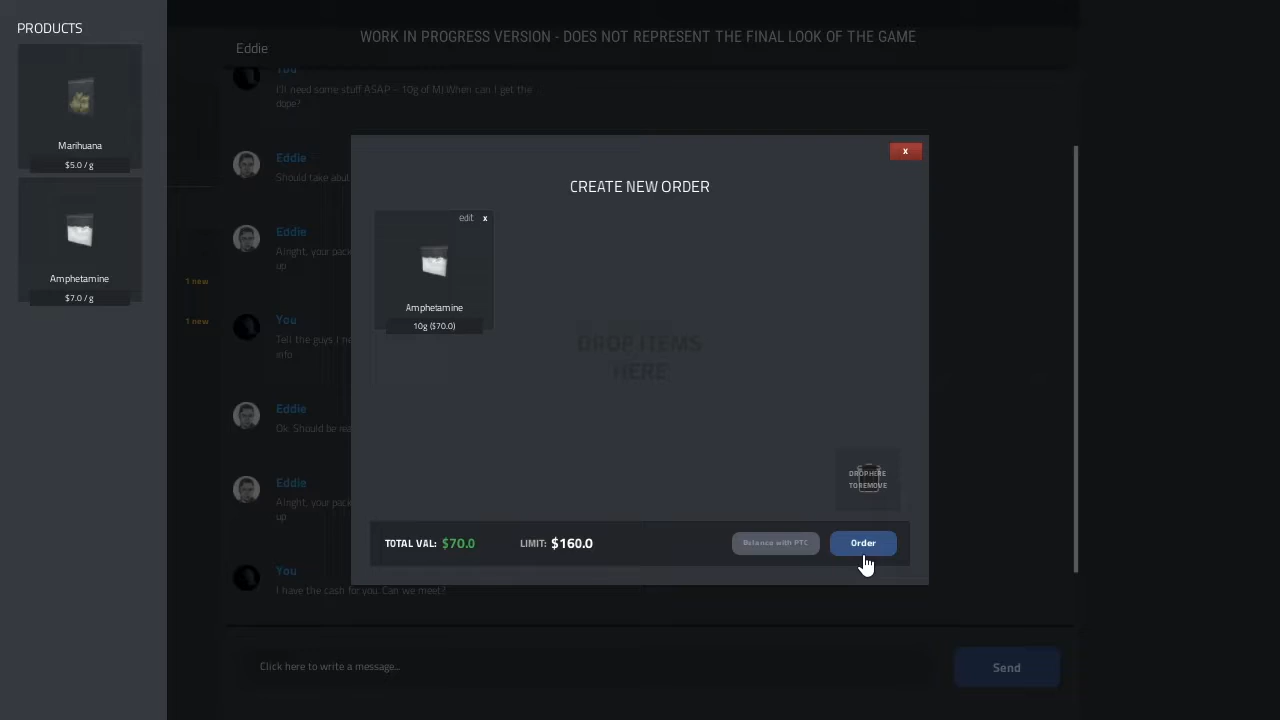 PRODUCTS
Marihuana
$5.0 / g
Amphetamine
$7.0 / g
WORK IN PROGRESS VERSION - DOES NOT REPRESENT THE FINAL LOOK OF THE GAME
Eddie
You
I'll need some stuff ASAP - 10g of M! When can I get the
dope?
Eddie
Should take
Eddie
Alright, your
up
1 new
1 new
You
Tell the guys I
info
Eddie
Ok. Should be
Eddie
Alright, your
up
You
I have the cash for you. Can we meet?
Click here to write a message...
Send
x
CREATE NEW ORDER
edit x
Amphetamine
10g ($70.0)
DROP ITEMS
HERE
DROP HERE
TO REMOVE
TOTAL VAL: $70.0 LIMIT: $160.0
Balance with PTC
Order